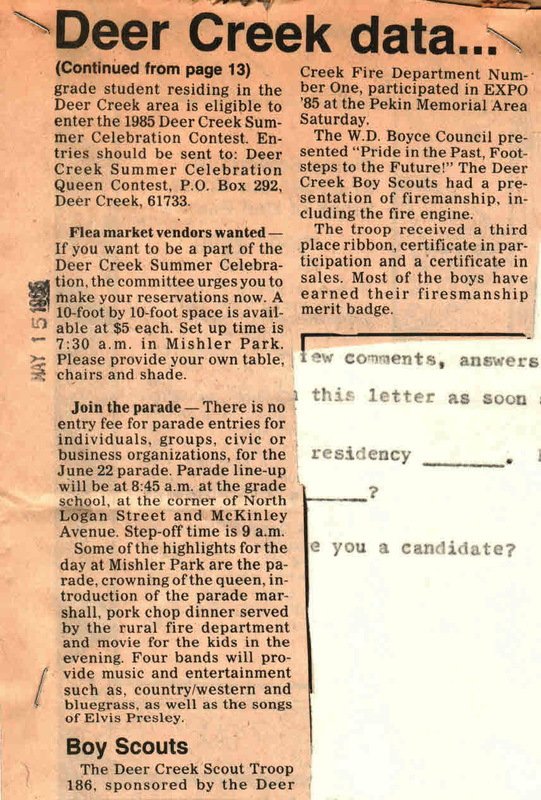 Deer Creek data...
(Continued from page 13)
grade student residing in the
Deer Creek area is eligible to
enter the 1985 Deer Creek Sum-
mer Celebration Contest. En-
tries should be sent to: Deer
Creek Summer Celebration
Queen Contest, P.O. Box 292,
Deer Creek, 61733.
Flea market vendors wanted —
If you want to be a part of the
Deer Creek Summer Celebra-
tion, the committee urges you to
make your reservations now. A
10-foot by 10-foot space is avail-
able at $5 each. Set up time is
7:30 a.m. in Mishler Park.
Please provide your own table,
chairs and shade.
Join the parade — There is no
entry fee for parade entries for
individuals, groups, civic or
business organizations, for the
June 22 parade. Parade line-up
will be at 8:45 a.m. at the grade
school, at the corner of North
Logan Street and McKinley
Avenue. Step-off time is 9 a.m.
Some of the highlights for the
day at Mishler Park are the pa-
rade, crowning of the queen, in-
troduction of the parade mar-
shall, pork chop dinner served
by the rural fire department
and movie for the kids in the
evening. Four bands will pro-
vide music and entertainment
such as, country/western and
bluegrass, as well as the songs
of Elvis Presley.
Boy Scouts
The Deer Creek Scout Troop
186, sponsored by the Deer
Creek Fire Department Num-
ber One, participated in EXPO
'85 at the Pekin Memorial Area
Saturday.
The W.D. Boyce Council pre-
sented "Pride in the Past, Foot-
steps to the Future!" The Deer
Creek Boy Scouts had a pre-
sentation of firemanship, in-
cluding the fire engine.
The troop received a third
place ribbon, certificate in par-
ticipation and a certificate in
sales. Most of the boys have
earned their firesmanship
merit badge.
MAY 15
few comments, answers
this letter as soon
residency ________.
______?
e you a candidate?